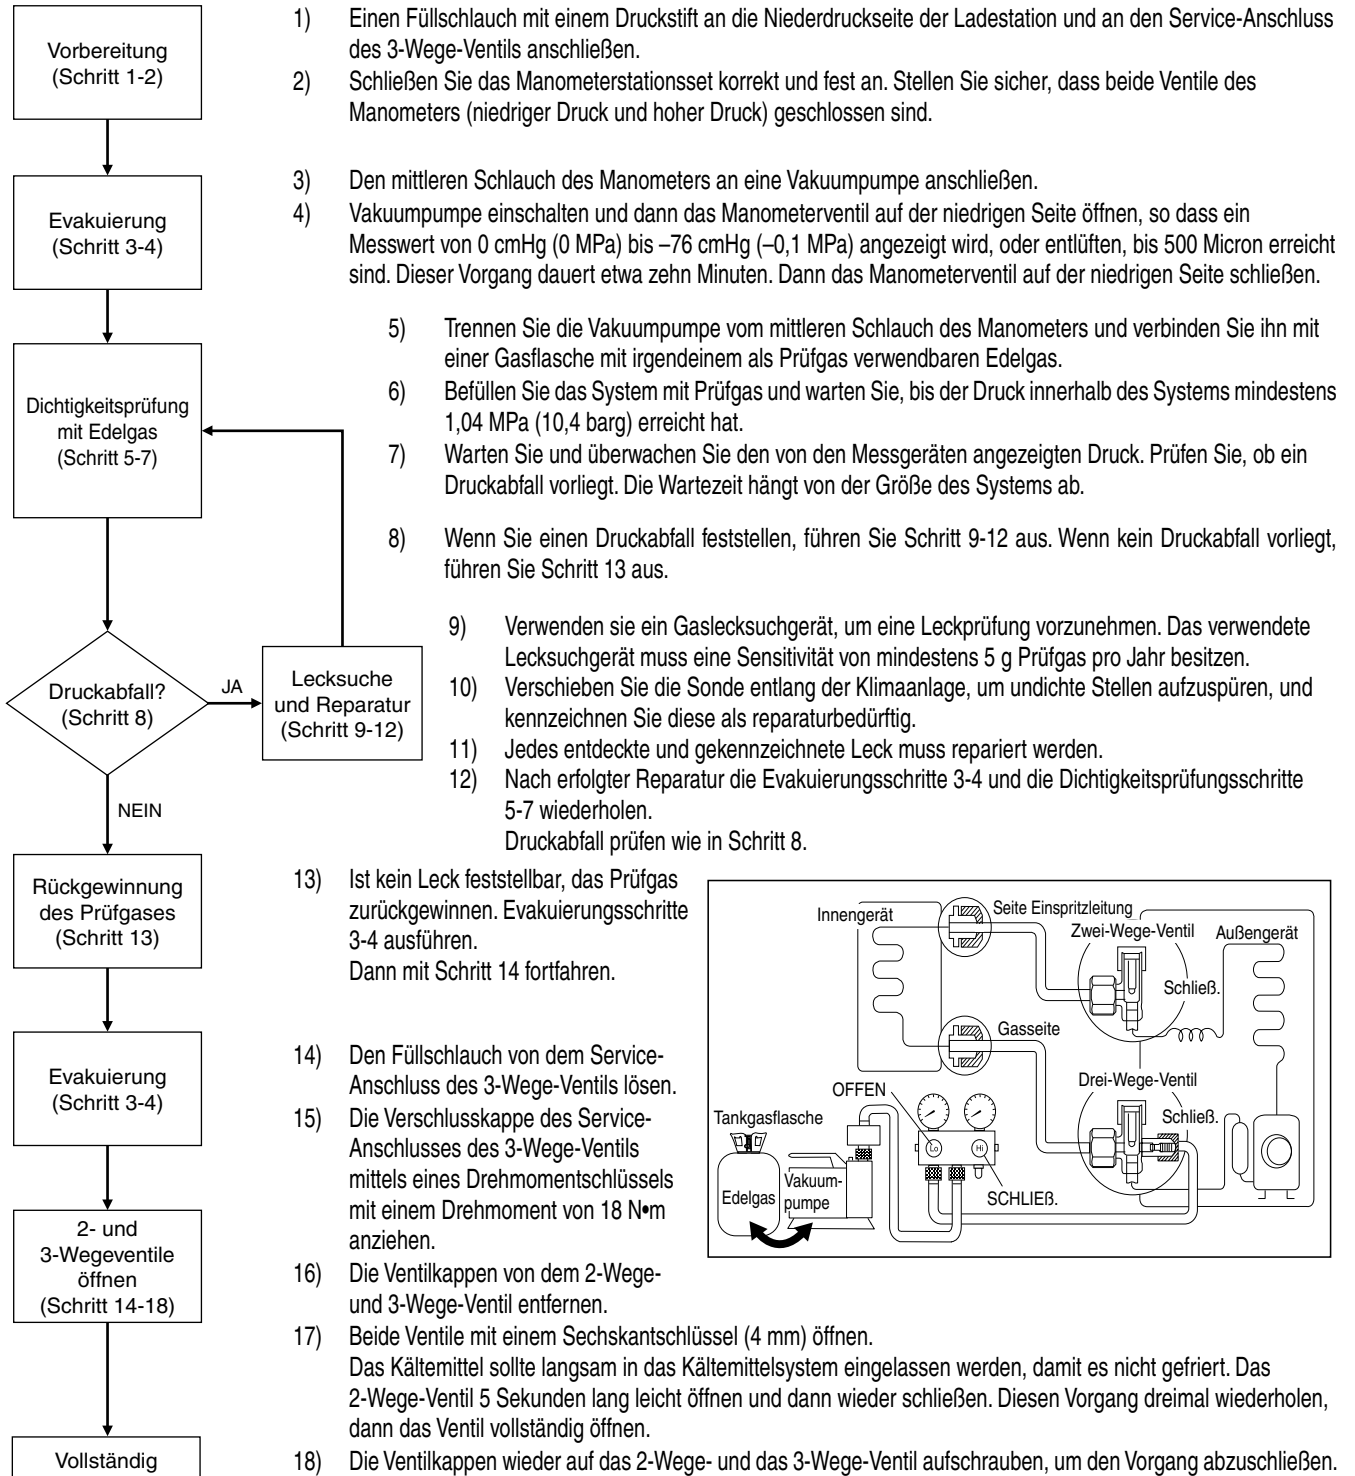 Vorbereitung
(Schritt 1-2)
1) Einen Füllschlauch mit einem Druckstift an die Niederdruckseite der Ladestation und an den Service-Anschluss
des 3-Wege-Ventils anschließen.
2) Schließen Sie das Manometerstationsset korrekt und fest an. Stellen Sie sicher, dass beide Ventile des
Manometers (niedriger Druck und hoher Druck) geschlossen sind.
Evakuierung
(Schritt 3-4)
3) Den mittleren Schlauch des Manometers an eine Vakuumpumpe anschließen.
4) Vakuumpumpe einschalten und dann das Manometerventil auf der niedrigen Seite öffnen, so dass ein
Messwert von 0 cmHg (0 MPa) bis –76 cmHg (–0,1 MPa) angezeigt wird, oder entlüften, bis 500 Micron erreicht
sind. Dieser Vorgang dauert etwa zehn Minuten. Dann das Manometerventil auf der niedrigen Seite schließen.
Dichtigkeitsprüfung
mit Edelgas
(Schritt 5-7)
5) Trennen Sie die Vakuumpumpe vom mittleren Schlauch des Manometers und verbinden Sie ihn mit
einer Gasflasche mit irgendeinem als Prüfgas verwendbaren Edelgas.
6) Befüllen Sie das System mit Prüfgas und warten Sie, bis der Druck innerhalb des Systems mindestens
1,04 MPa (10,4 barg) erreicht hat.
7) Warten Sie und überwachen Sie den von den Messgeräten angezeigten Druck. Prüfen Sie, ob ein
Druckabfall vorliegt. Die Wartezeit hängt von der Größe des Systems ab.
8) Wenn Sie einen Druckabfall feststellen, führen Sie Schritt 9-12 aus. Wenn kein Druckabfall vorliegt,
führen Sie Schritt 13 aus.
Druckabfall?
(Schritt 8)
JA
NEIN
Lecksuche
und Reparatur
(Schritt 9-12)
9) Verwenden sie ein Gaslecksuchgerät, um eine Leckprüfung vorzunehmen. Das verwendete
Lecksuchgerät muss eine Sensitivität von mindestens 5 g Prüfgas pro Jahr besitzen.
10) Verschieben Sie die Sonde entlang der Klimaanlage, um undichte Stellen aufzuspüren, und
kennzeichnen Sie diese als reparaturbedürftig.
11) Jedes entdeckte und gekennzeichnete Leck muss repariert werden.
12) Nach erfolgter Reparatur die Evakuierungsschritte 3-4 und die Dichtigkeitsprüfungsschritte
5-7 wiederholen.
Druckabfall prüfen wie in Schritt 8.
Rückgewinnung
des Prüfgases
(Schritt 13)
13) Ist kein Leck feststellbar, das Prüfgas
zurückgewinnen. Evakuierungsschritte
3-4 ausführen.
Dann mit Schritt 14 fortfahren.
Evakuierung
(Schritt 3-4)
2- und
3-Wegeventile
öffnen
(Schritt 14-18)
14) Den Füllschlauch von dem Service-
Anschluss des 3-Wege-Ventils lösen.
15) Die Verschlusskappe des Service-
Anschlusses des 3-Wege-Ventils
mittels eines Drehmomentschlüssels
mit einem Drehmoment von 18 N•m
anziehen.
16) Die Ventilkappen von dem 2-Wege-
und 3-Wege-Ventil entfernen.
Innengerät
Seite Einspritzleitung
Zwei-Wege-Ventil
Außengerät
Schließ.
Gasseite
Drei-Wege-Ventil
OFFEN
Schließ.
Tankgasflasche
Lo
Hi
Vakuum-
pumpe
Edelgas
SCHLIEß.
17) Beide Ventile mit einem Sechskantschlüssel (4 mm) öffnen.
Das Kältemittel sollte langsam in das Kältemittelsystem eingelassen werden, damit es nicht gefriert. Das
2-Wege-Ventil 5 Sekunden lang leicht öffnen und dann wieder schließen. Diesen Vorgang dreimal wiederholen,
dann das Ventil vollständig öffnen.
Vollständig
18) Die Ventilkappen wieder auf das 2-Wege- und das 3-Wege-Ventil aufschrauben, um den Vorgang abzuschließen.